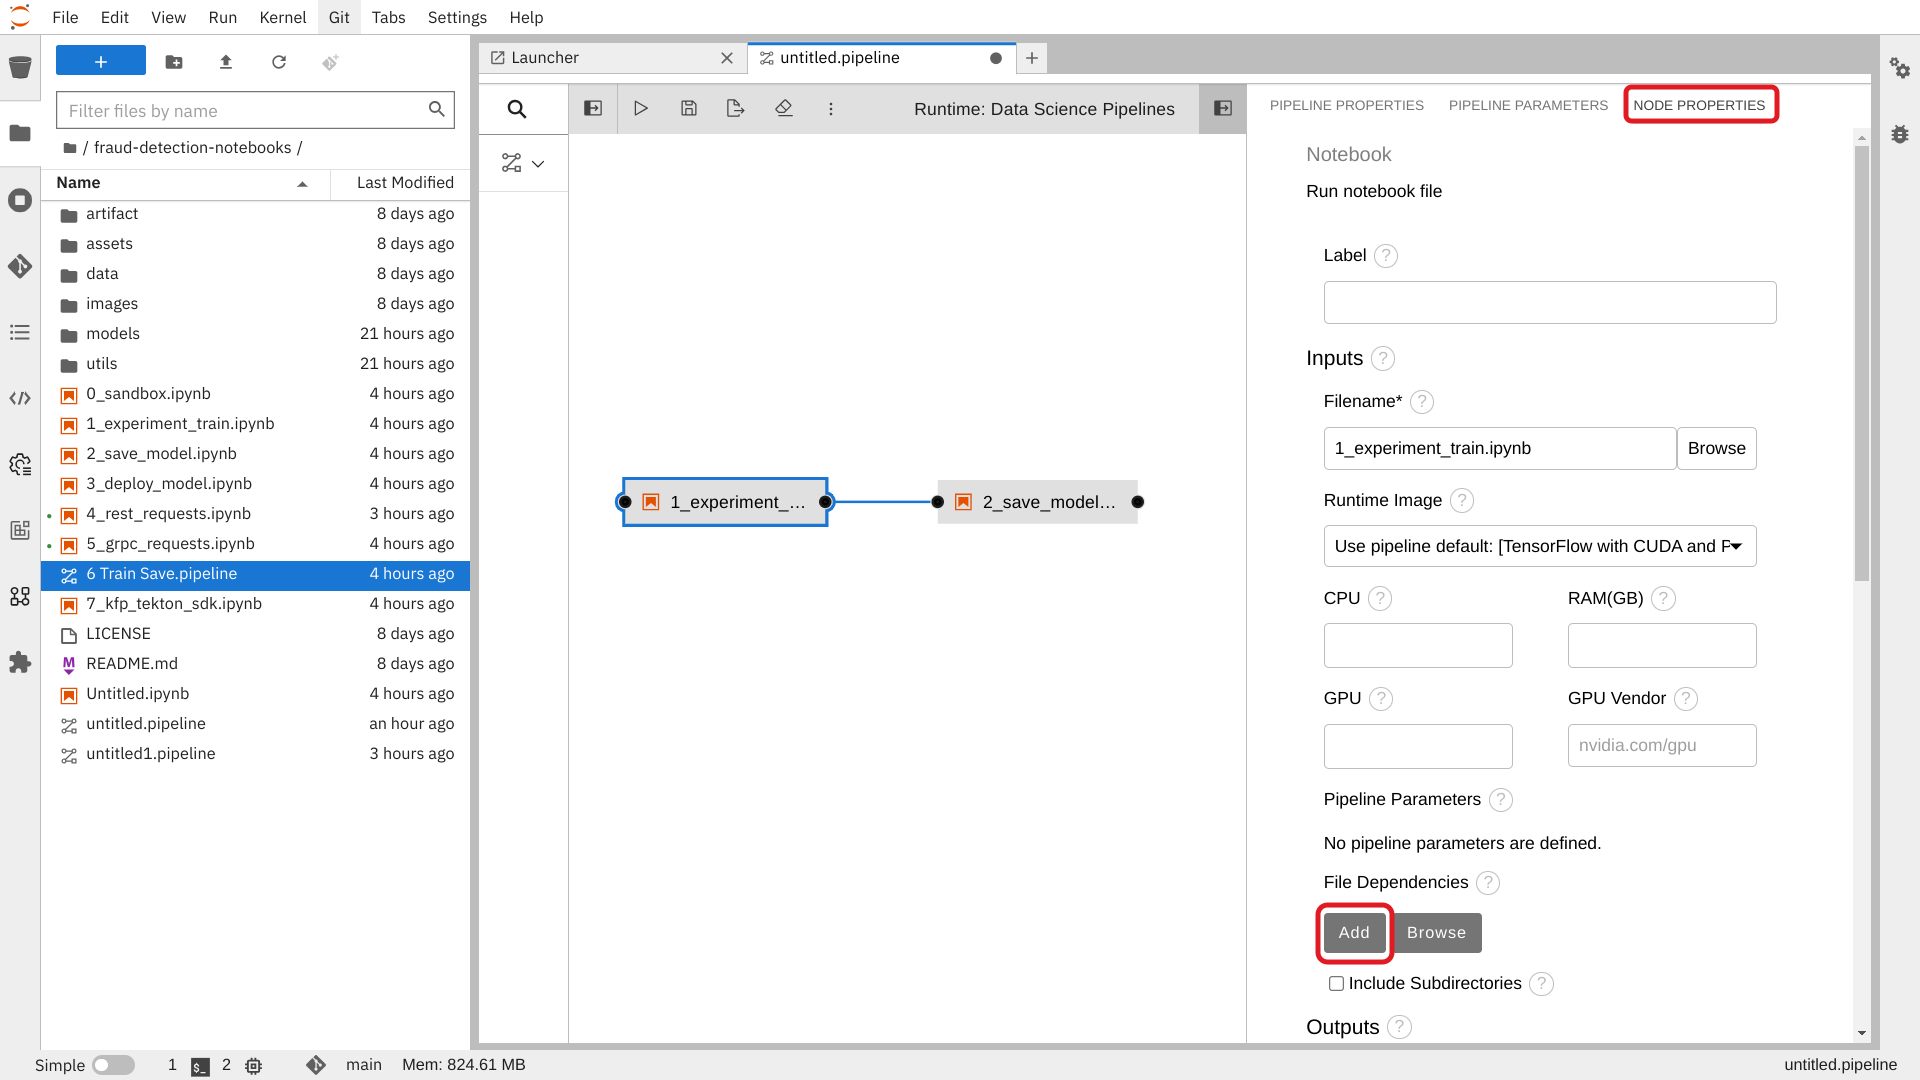 File Edit View Run Kernel Git Tabs Settings Help
Filter files by name
/ fraud-detection-notebooks /
Name Last Modified
artifact 8 days ago
assets 8 days ago
data 8 days ago
images 8 days ago
models 21 hours ago
utils 21 hours ago
0_sandbox.ipynb 4 hours ago
1_experiment_train.ipynb 4 hours ago
2_save_model.ipynb 4 hours ago
3_deploy_model.ipynb 4 hours ago
4_rest_requests.ipynb 3 hours ago
5_grpc_requests.ipynb 4 hours ago
6 Train Save.pipeline 4 hours ago
7_kfp_tekton_sdk.ipynb 4 hours ago
LICENSE 8 days ago
README.md 8 days ago
Untitled.ipynb 4 hours ago
untitled.pipeline an hour ago
untitled1.pipeline 3 hours ago
Launcher
untitled.pipeline
Runtime: Data Science Pipelines
1_experiment_...
2_save_model...
PIPELINE PROPERTIES PIPELINE PARAMETERS NODE PROPERTIES
Notebook
Run notebook file
Label ?
Inputs ?
Filename* ?
1_experiment_train.ipynb Browse
Runtime Image ?
Use pipeline default: [TensorFlow with CUDA and P
CPU ? RAM(GB) ?
GPU ? GPU Vendor ?
nvidia.com/gpu
Pipeline Parameters ?
No pipeline parameters are defined.
File Dependencies ?
Add Browse
Include Subdirectories ?
Outputs ?
Simple 1 $_ 2 main Mem: 824.61 MB untitled.pipeline